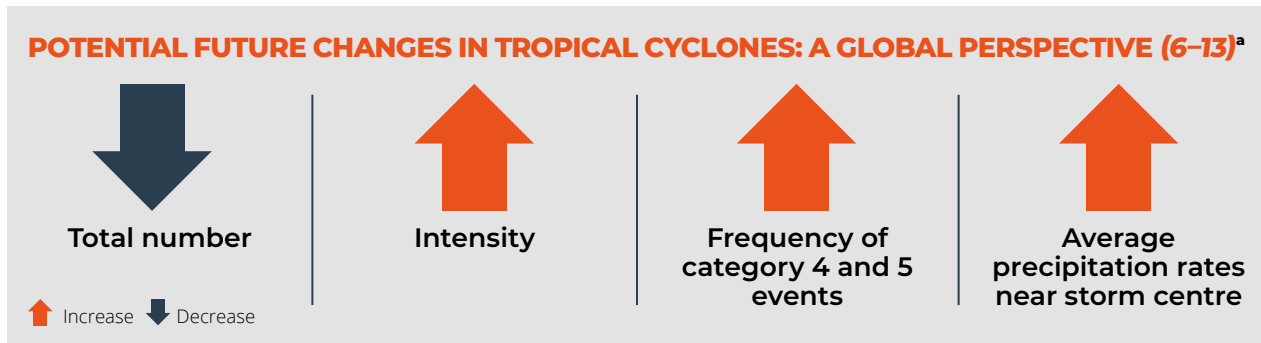 POTENTIAL FUTURE CHANGES IN TROPICAL CYCLONES: A GLOBAL PERSPECTIVE (6–13)ᵃ
Total number
Intensity
Frequency of
category 4 and 5
events
Average
precipitation rates
near storm centre
Increase Decrease